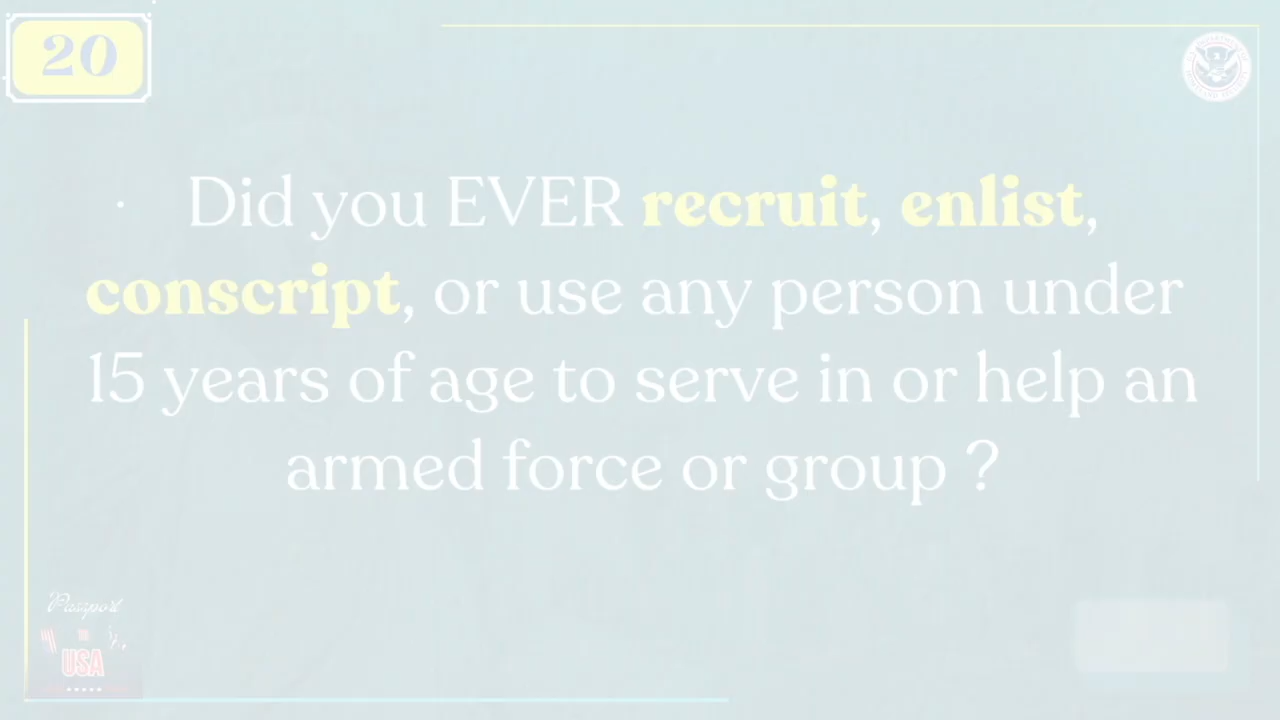 20
Did you EVER recruit, enlist,
conscript, or use any person under
15 years of age to serve in or help an
armed force or group ?
Passport
USA